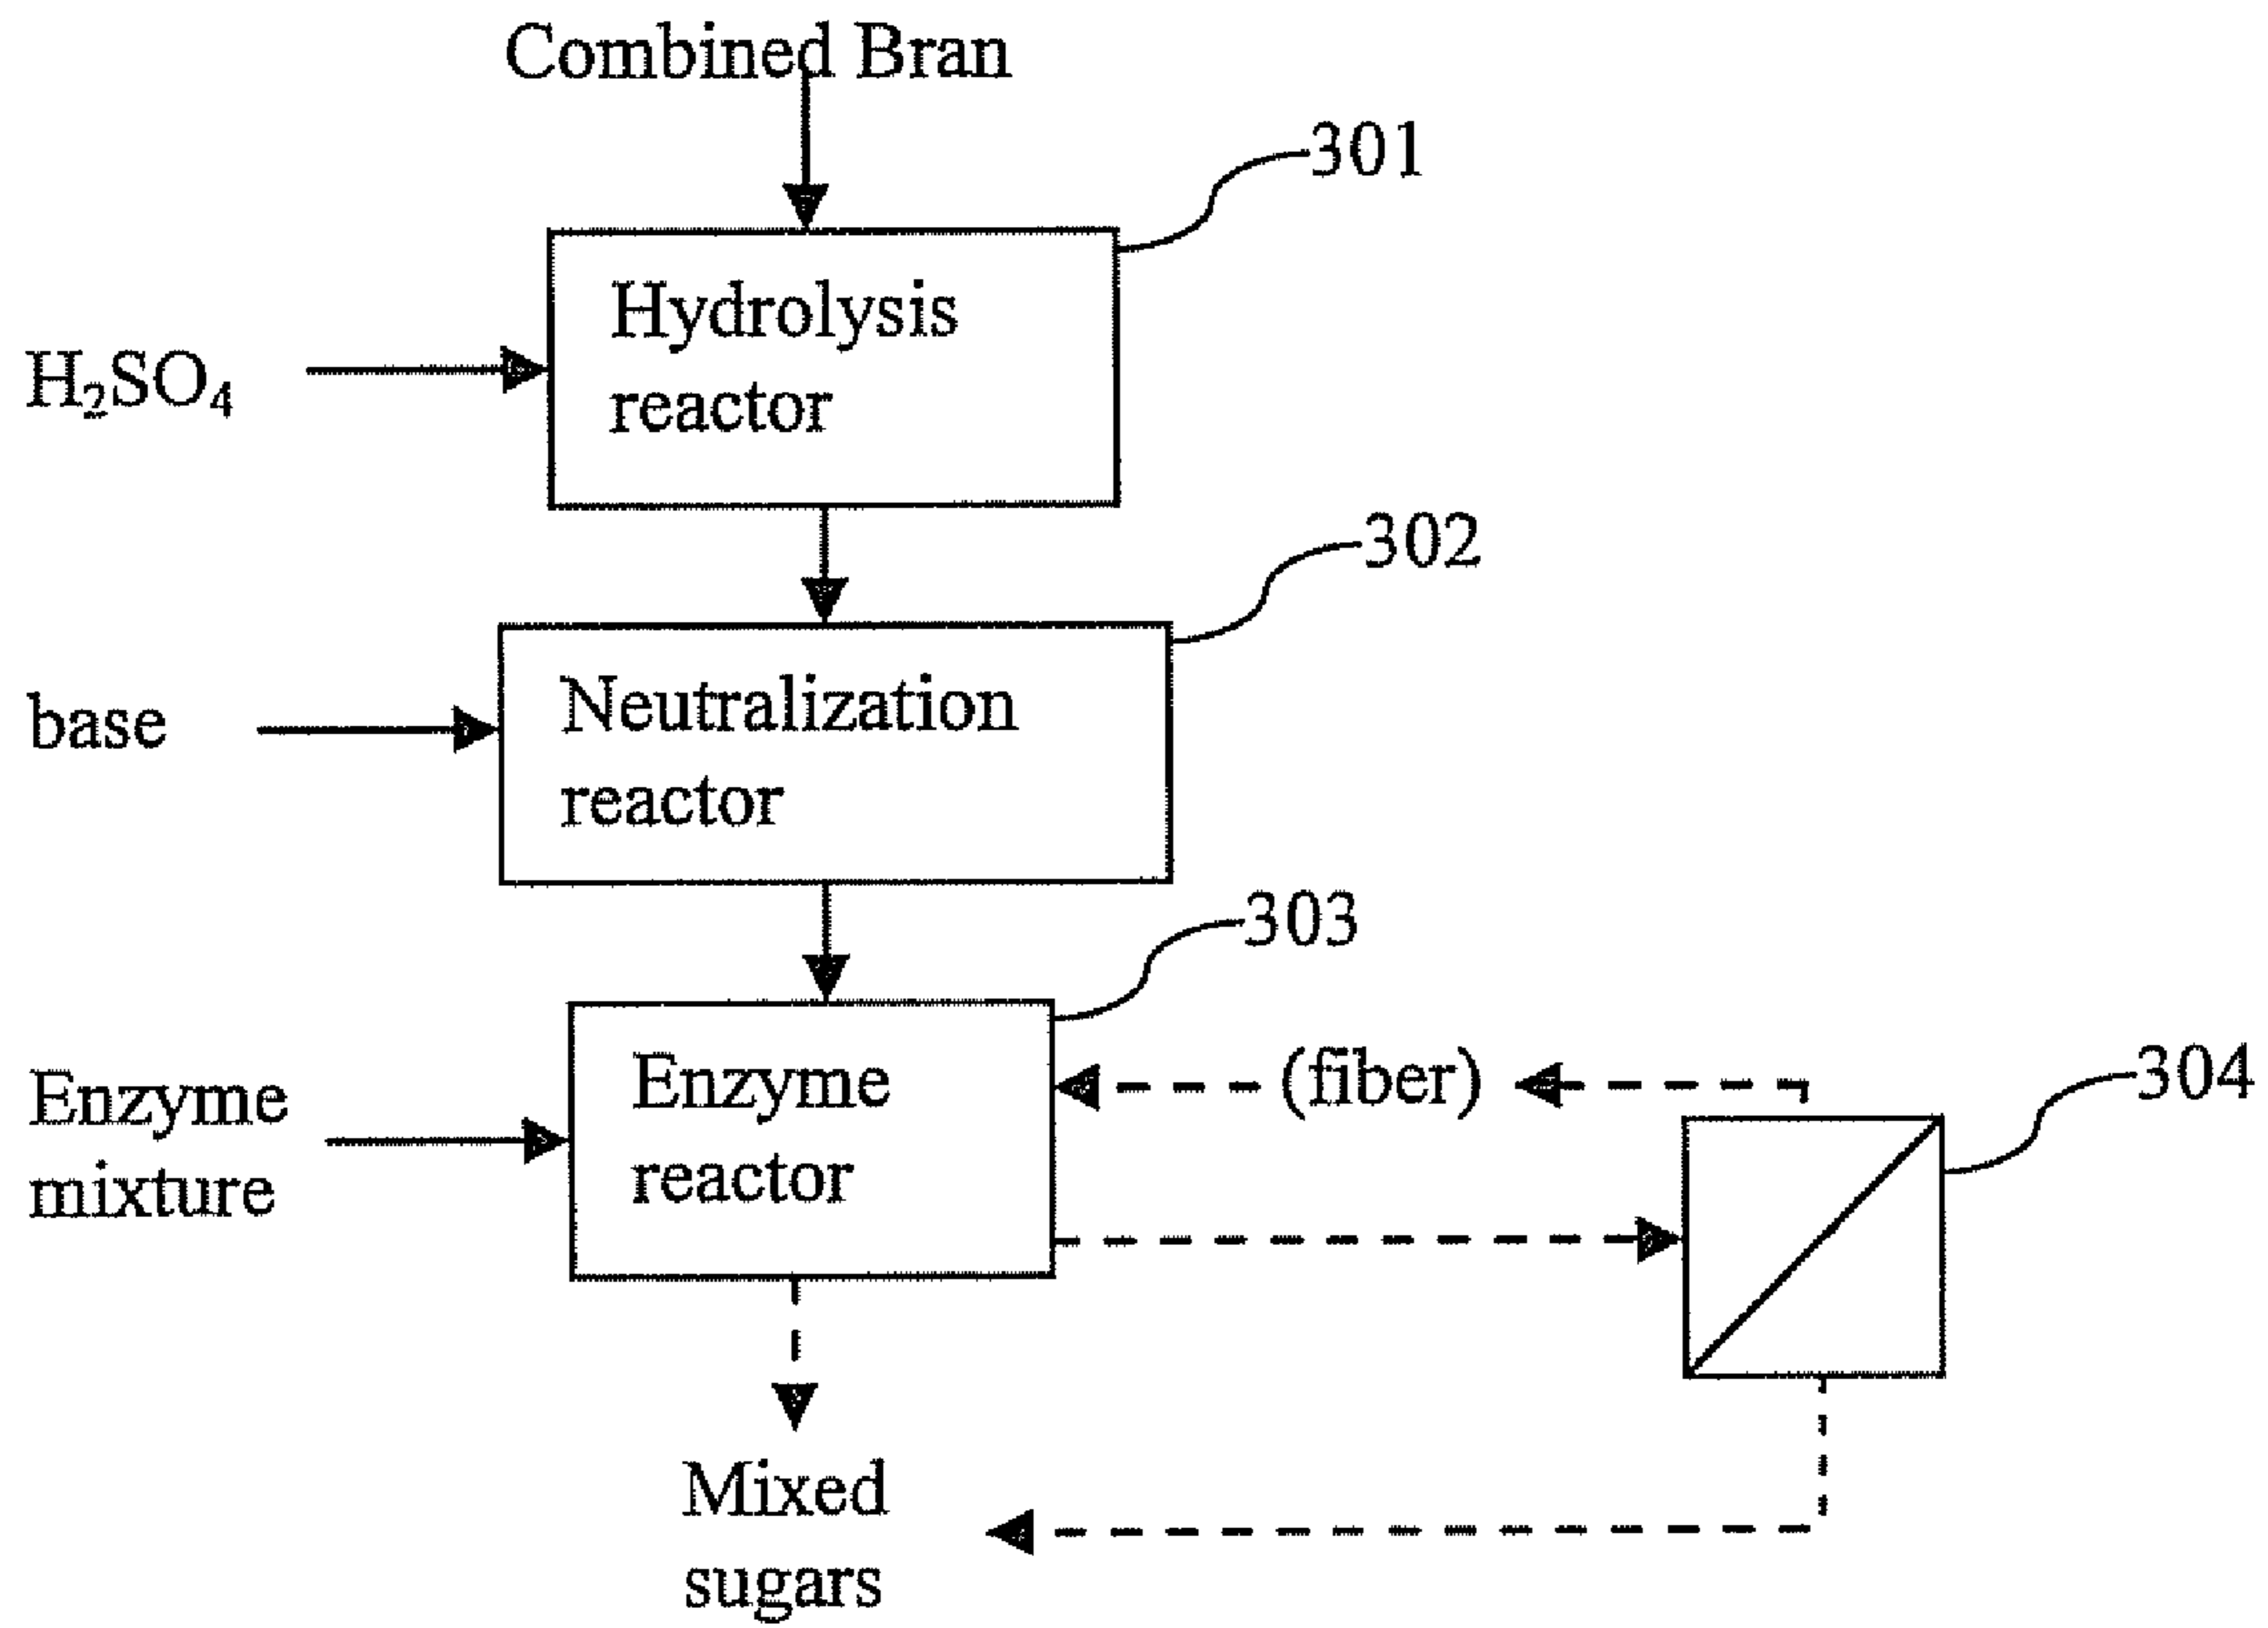 Combined Bran
301
Hydrolysis
reactor
H₂SO₄
302
Neutralization
reactor
base
303
Enzyme
reactor
(fiber)
304
Enzyme
mixture
Mixed
sugars